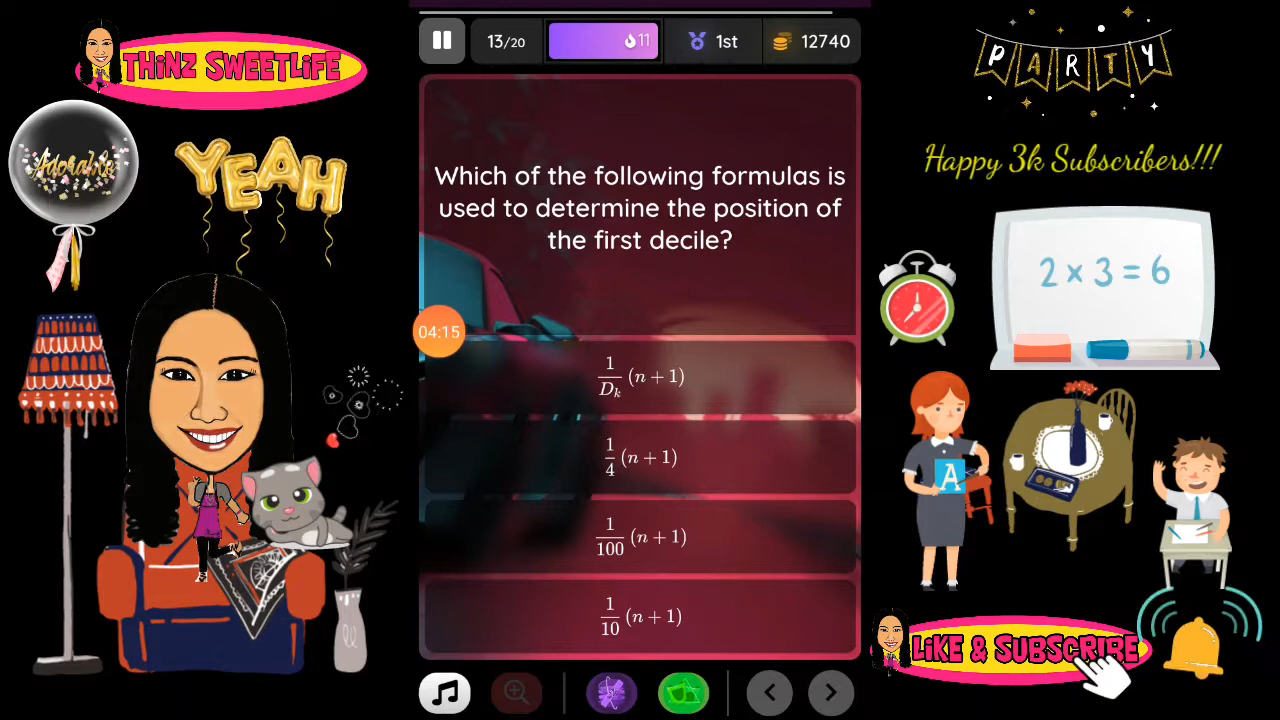 THiNZ SWEETLiFE
Adorable
YEAH
13/20
11
1st
12740
Which of the following formulas is
used to determine the position of
the first decile?
04:15
1/D_k (n + 1)
1/4 (n + 1)
1/100 (n + 1)
1/10 (n + 1)
PARTY
Happy 3k Subscribers!!!
2 × 3 = 6
A
LiKE & SUBSCRiBE